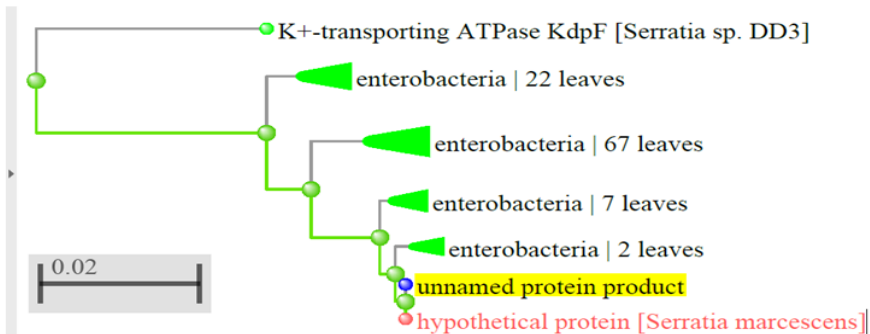 K+-transporting ATPase KdpF [Serratia sp. DD3]
enterobacteria | 22 leaves
enterobacteria | 67 leaves
enterobacteria | 7 leaves
enterobacteria | 2 leaves
0.02
unnamed protein product
hypothetical protein [Serratia marcescens]